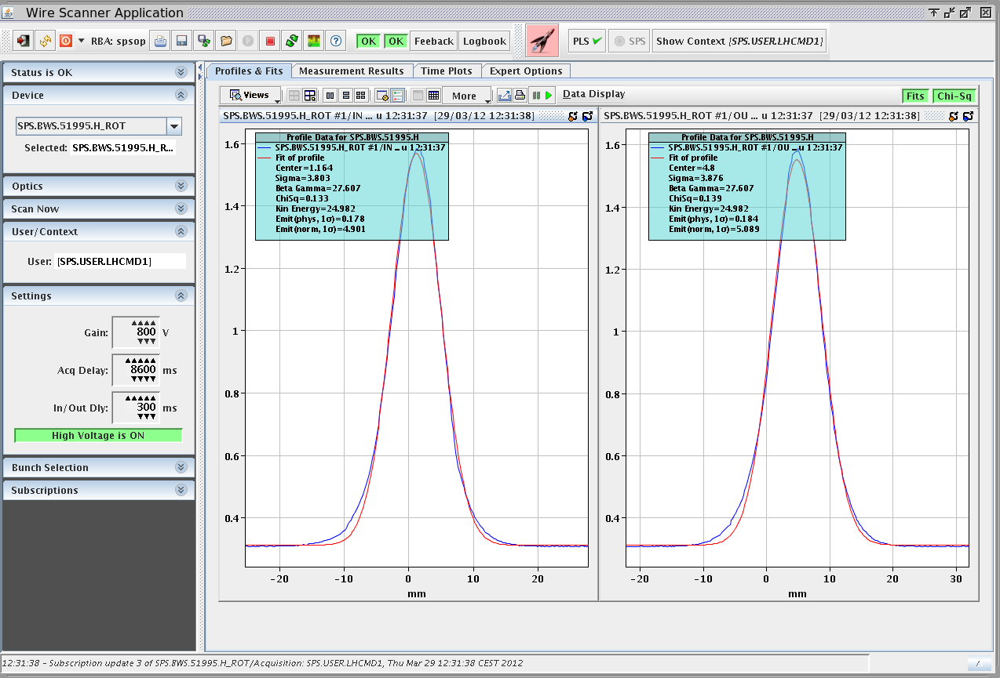 Wire Scanner Application
RBA: spsop
OK
OK
Feeback
Logbook
PLS
SPS
Show Context [SPS.USER.LHCMD1]
Status is OK
Device
SPS.BWS.51995.H_ROT
Selected: SPS.BWS.51995.H_R...
Optics
Scan Now
User/Context
User: [SPS.USER.LHCMD1]
Settings
Gain: 800 V
Acq Delay: 8600 ms
In/Out Dly: 300 ms
High Voltage is ON
Bunch Selection
Subscriptions
Profiles & Fits
Measurement Results
Time Plots
Expert Options
Views
More
Data Display
Fits
Chi-Sq
SPS.BWS.51995.H_ROT #1/IN ... u 12:31:37 [29/03/12 12:31:38]
Profile Data for SPS.BWS.51995.H
SPS.BWS.51995.H_ROT #1/IN ...u 12:31:37
Fit of profile
Center=1.164
Sigma=3.803
Beta Gamma=27.607
ChiSq=0.133
Kin Energy=24.982
Emit(phys, 1σ)=0.178
Emit(norm, 1σ)=4.901
1.6
1.4
1.2
1
0.8
0.6
0.4
-20
-10
0
10
20
mm
SPS.BWS.51995.H_ROT #1/OU ... u 12:31:37 [29/03/12 12:31:38]
Profile Data for SPS.BWS.51995.H
SPS.BWS.51995.H_ROT #1/OU ...u 12:31:37
Fit of profile
Center=4.8
Sigma=3.876
Beta Gamma=27.607
ChiSq=0.139
Kin Energy=24.982
Emit(phys, 1σ)=0.184
Emit(norm, 1σ)=5.089
1.6
1.4
1.2
1
0.8
0.6
0.4
-20
-10
0
10
20
30
mm
12:31:38 - Subscription update 3 of SPS.BWS.51995.H_ROT/Acquisition: SPS.USER.LHCMD1, Thu Mar 29 12:31:38 CEST 2012